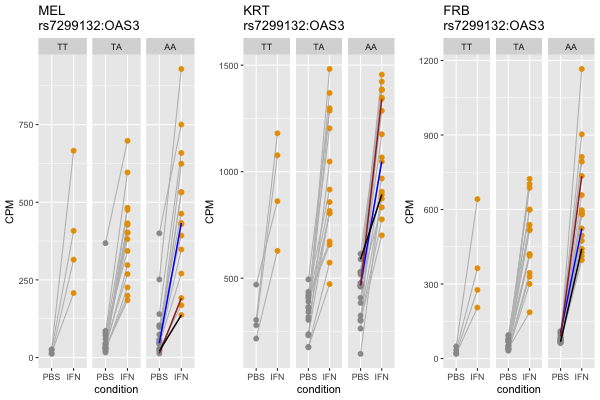 MEL
rs7299132:OAS3
TT TA AA
CPM
750
500
250
0
PBS IFN PBS IFN PBS IFN
condition
KRT
rs7299132:OAS3
TT TA AA
CPM
1500
1000
500
PBS IFN PBS IFN PBS IFN
condition
FRB
rs7299132:OAS3
TT TA AA
CPM
1200
900
600
300
0
PBS IFN PBS IFN PBS IFN
condition